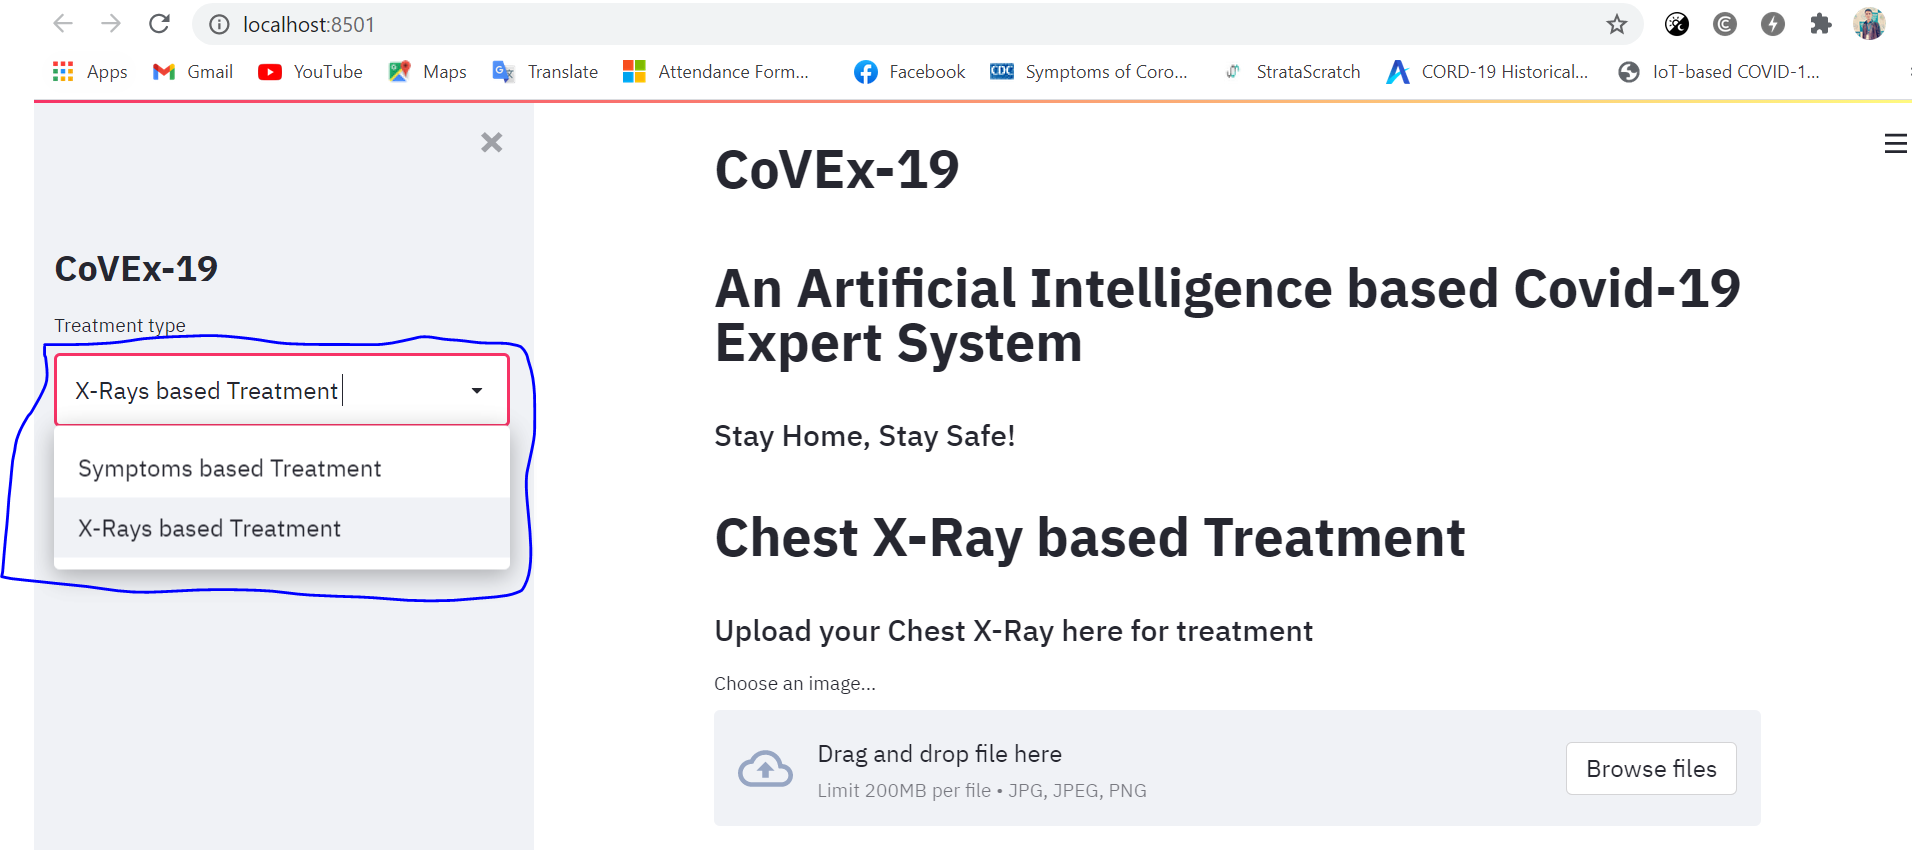 localhost:8501
Apps Gmail YouTube Maps Translate Attendance Form... Facebook CDC Symptoms of Coro... StrataScratch CORD-19 Historical... IoT-based COVID-1...
CoVEx-19
Treatment type
X-Rays based Treatment
Symptoms based Treatment
X-Rays based Treatment
CoVEx-19
An Artificial Intelligence based Covid-19
Expert System
Stay Home, Stay Safe!
Chest X-Ray based Treatment
Upload your Chest X-Ray here for treatment
Choose an image...
Drag and drop file here
Limit 200MB per file • JPG, JPEG, PNG
Browse files